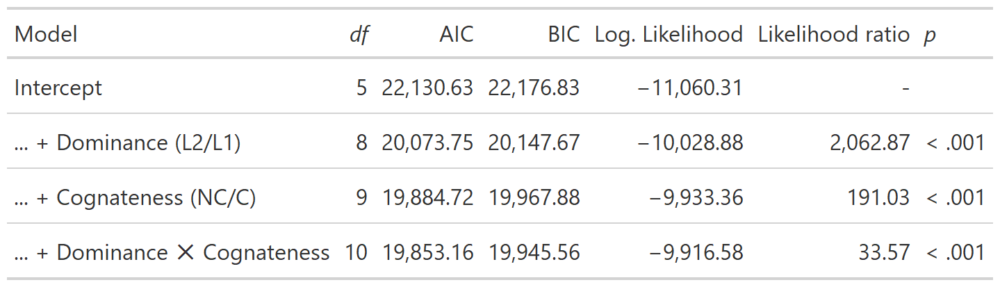 Model df AIC BIC Log. Likelihood Likelihood ratio p
Intercept 5 22,130.63 22,176.83 −11,060.31 -
... + Dominance (L2/L1) 8 20,073.75 20,147.67 −10,028.88 2,062.87 < .001
... + Cognateness (NC/C) 9 19,884.72 19,967.88 −9,933.36 191.03 < .001
... + Dominance ✕ Cognateness 10 19,853.16 19,945.56 −9,916.58 33.57 < .001